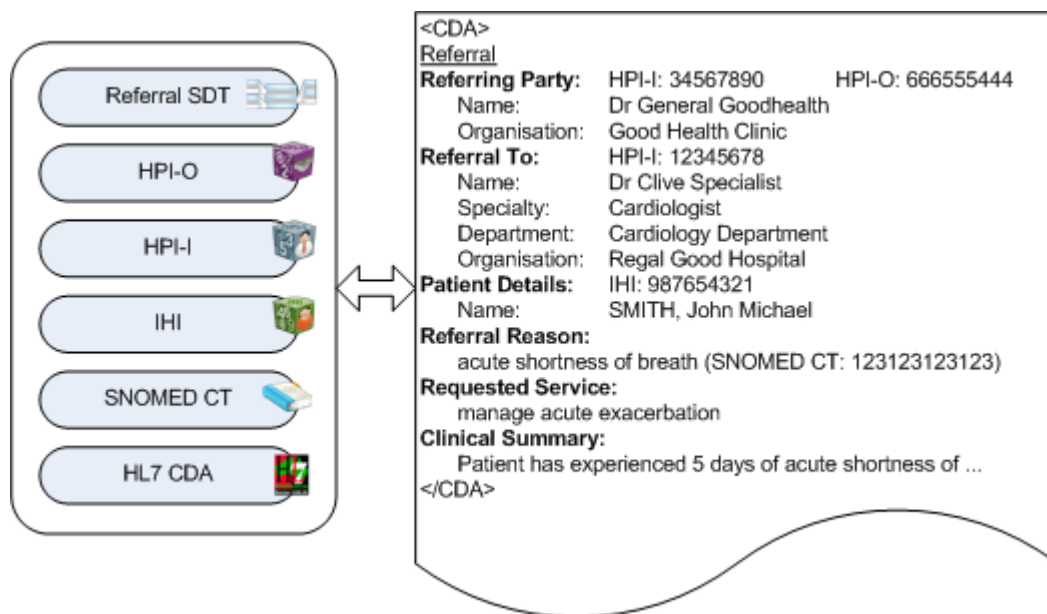 Referral SDT
HPI-O
HPI-I
IHI
SNOMED CT
HL7 CDA
<CDA>
Referral
Referring Party: HPI-I: 34567890 HPI-O: 666555444
Name: Dr General Goodhealth
Organisation: Good Health Clinic
Referral To: HPI-I: 12345678
Name: Dr Clive Specialist
Specialty: Cardiologist
Department: Cardiology Department
Organisation: Regal Good Hospital
Patient Details: IHI: 987654321
Name: SMITH, John Michael
Referral Reason:
acute shortness of breath (SNOMED CT: 123123123123)
Requested Service:
manage acute exacerbation
Clinical Summary:
Patient has experienced 5 days of acute shortness of ...
</CDA>